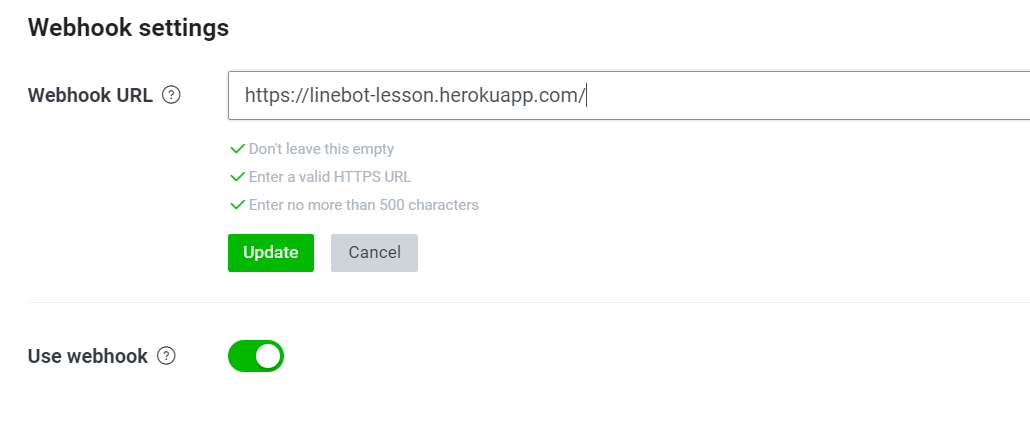 Webhook settings
Webhook URL ?
https://linebot-lesson.herokuapp.com/
Don't leave this empty
Enter a valid HTTPS URL
Enter no more than 500 characters
Update Cancel
Use webhook ?